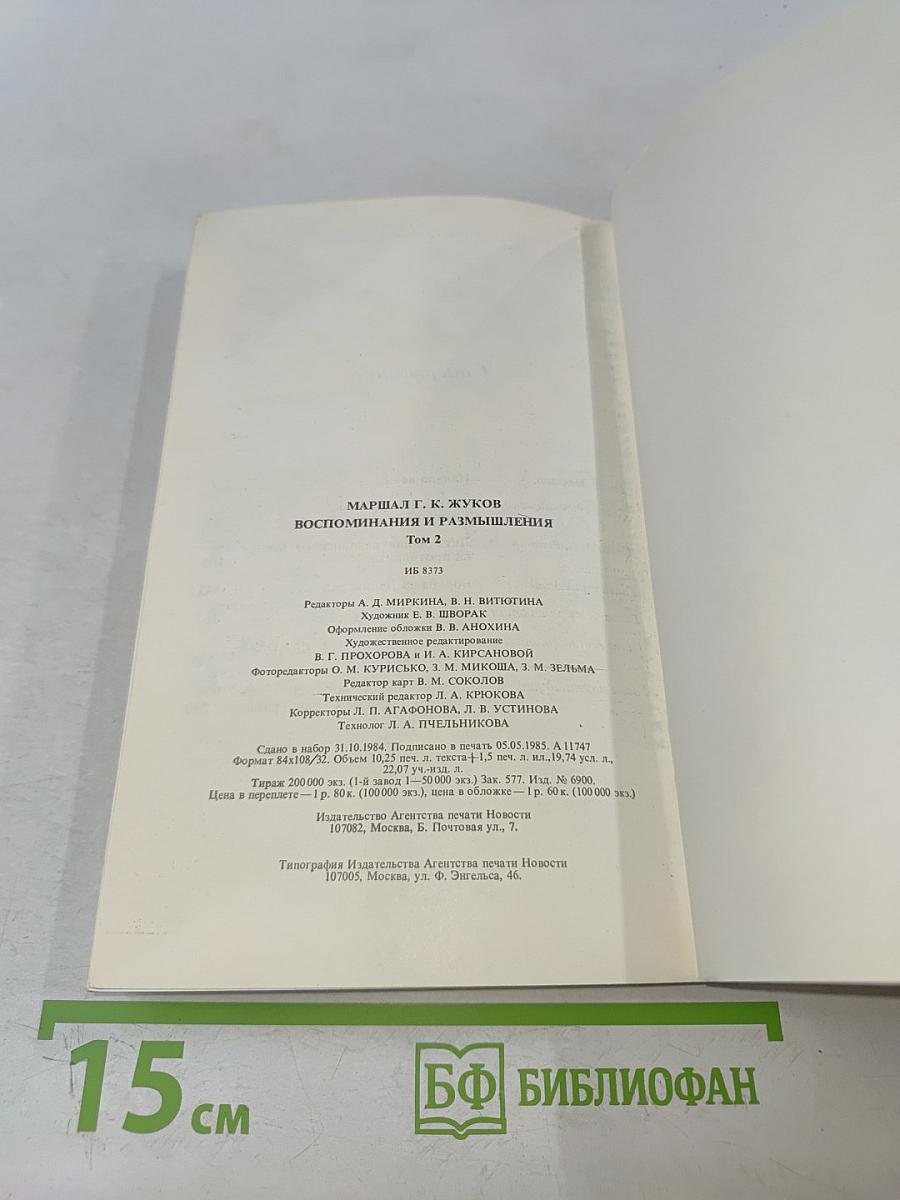 МАРШАЛ Г. К. ЖУКОВ
ВОСПОМИНАНИЯ И РАЗМЫШЛЕНИЯ
Том 2
ИБ 8373
Редакторы А. Д. МИРКИНА, В. Н. ВИТЮТИНА
Художник Е. В. ШВОРАК
Оформление обложки В. В. АНОХИНА
Художественное редактирование
В. Г. ПРОХОРОВА и И. А. КИРСАНОВОЙ
Фоторедакторы О. М. КУРИСЬКО, З. М. МИКОША, З. М. ЗЕЛЬМА
Редактор карт В. М. СОКОЛОВ
Технический редактор Л. А. КРЮКОВА
Корректоры Л. П. АГАФОНОВА, Л. В. УСТИНОВА
Технолог Л. А. ПЧЕЛЬНИКОВА
Сдано в набор 31.10.1984. Подписано в печать 05.05.1985. А 11747
Формат 84х108/32. Объем 10,25 печ. л. текста+1,5 печ. л. ил.,19,74 усл. л.,
22,07 уч.-изд. л.
Тираж 200 000 экз. (1-й завод 1—50 000 экз.) Зак. 577. Изд. № 6900.
Цена в переплете—1 р. 80 к. (100 000 экз.), цена в обложке—1 р. 60 к. (100 000 экз.)
Издательство Агентства печати Новости
107082, Москва, Б. Почтовая ул., 7.
Типография Издательства Агентства печати Новости
107005, Москва, ул. Ф. Энгельса, 46.
15 см
БФ БИБЛИОФАН